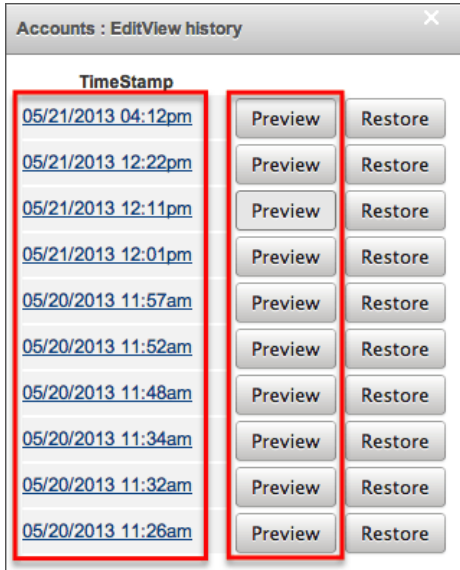 Accounts : EditView history
TimeStamp
05/21/2013 04:12pm Preview Restore
05/21/2013 12:22pm Preview Restore
05/21/2013 12:11pm Preview Restore
05/21/2013 12:01pm Preview Restore
05/20/2013 11:57am Preview Restore
05/20/2013 11:52am Preview Restore
05/20/2013 11:48am Preview Restore
05/20/2013 11:34am Preview Restore
05/20/2013 11:32am Preview Restore
05/20/2013 11:26am Preview Restore